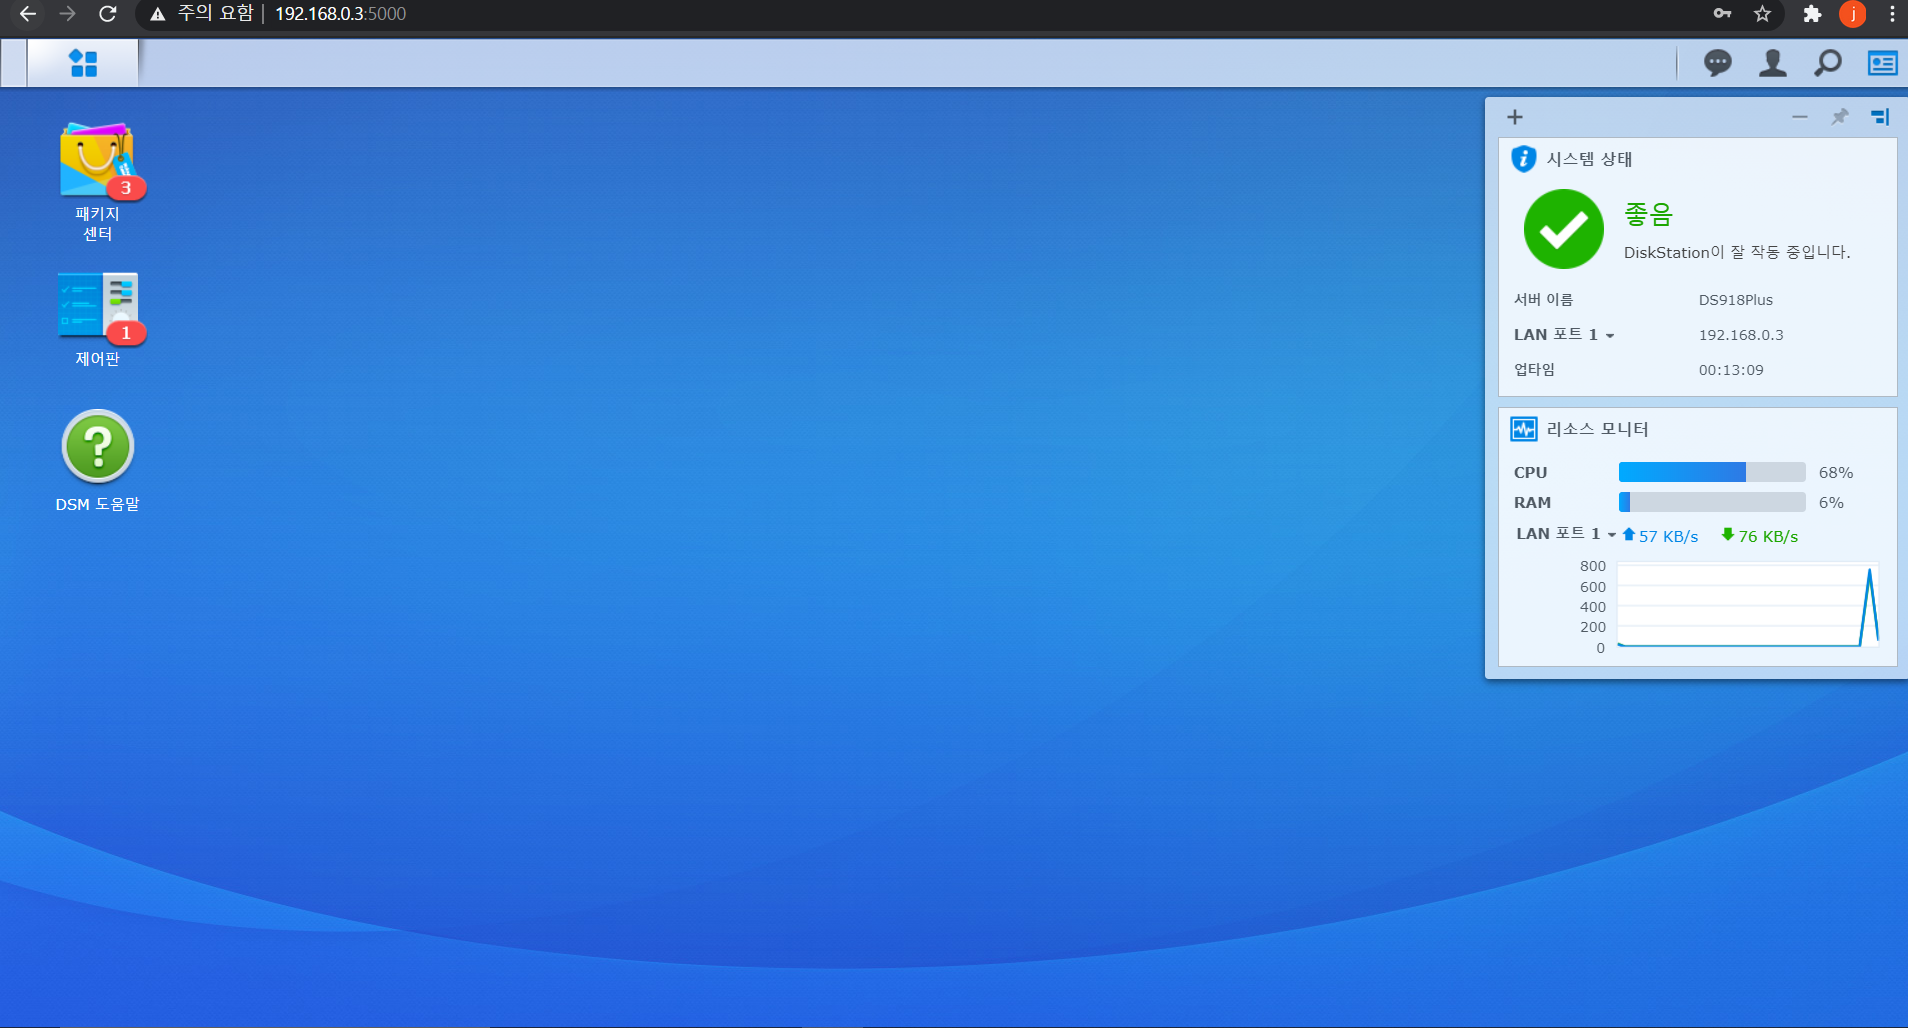 주의 요함 192.168.0.3:5000
j
3
패키지
센터
1
제어판
DSM 도움말
시스템 상태
좋음
DiskStation이 잘 작동 중입니다.
서버 이름 DS918Plus
LAN 포트 1 192.168.0.3
업타임 00:13:09
리소스 모니터
CPU 68%
RAM 6%
LAN 포트 1 57 KB/s 76 KB/s
800
600
400
200
0